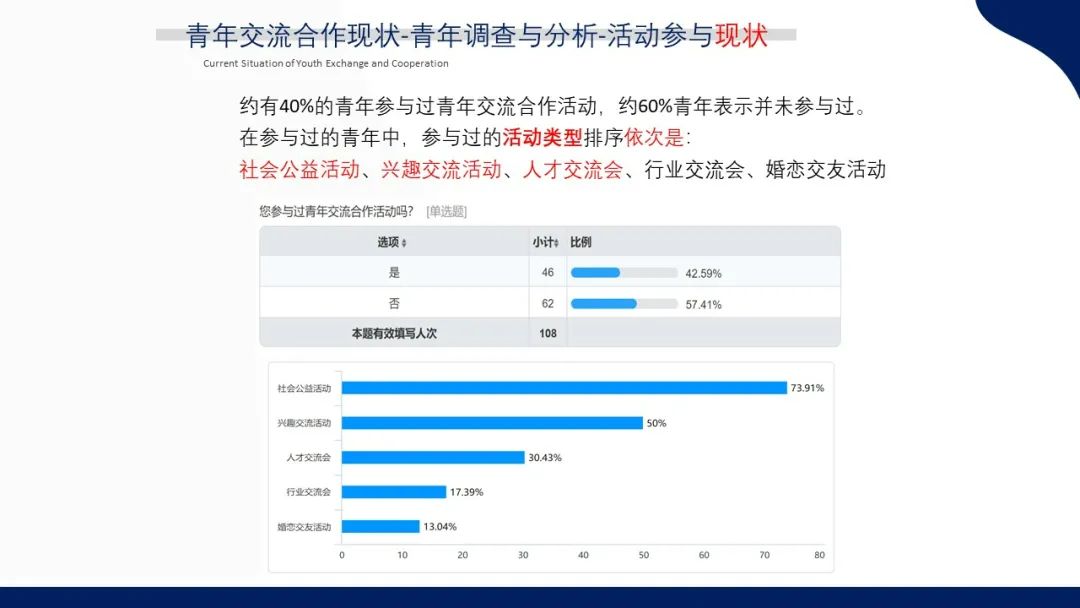 青年交流合作现状-青年调查与分析-活动参与现状
Current Situation of Youth Exchange and Cooperation
约有40%的青年参与过青年交流合作活动，约60%青年表示并未参与过。
在参与过的青年中，参与过的活动类型排序依次是：
社会公益活动、兴趣交流活动、人才交流会、行业交流会、婚恋交友活动
您参与过青年交流合作活动吗？ [单选题]
选项 小计 比例
是 46 42.59%
否 62 57.41%
本题有效填写人次 108
社会公益活动 73.91%
兴趣交流活动 50%
人才交流会 30.43%
行业交流会 17.39%
婚恋交友活动 13.04%
0 10 20 30 40 50 60 70 80